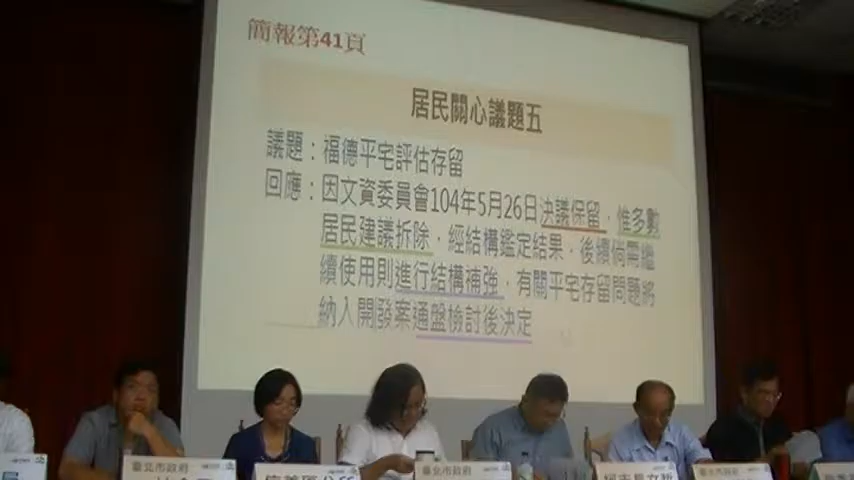 簡報第41頁
居民關心議題五
議題：福德平宅評估存留
回應：因文資委員會104年5月26日決議保留，惟多數
居民建議拆除，經結構鑑定結果，後續倘需繼
續使用則進行結構補強，有關平宅存留問題將
納入開發案通盤檢討後決定
臺北市政府
信義區公所
臺北市政府
臺北市政府